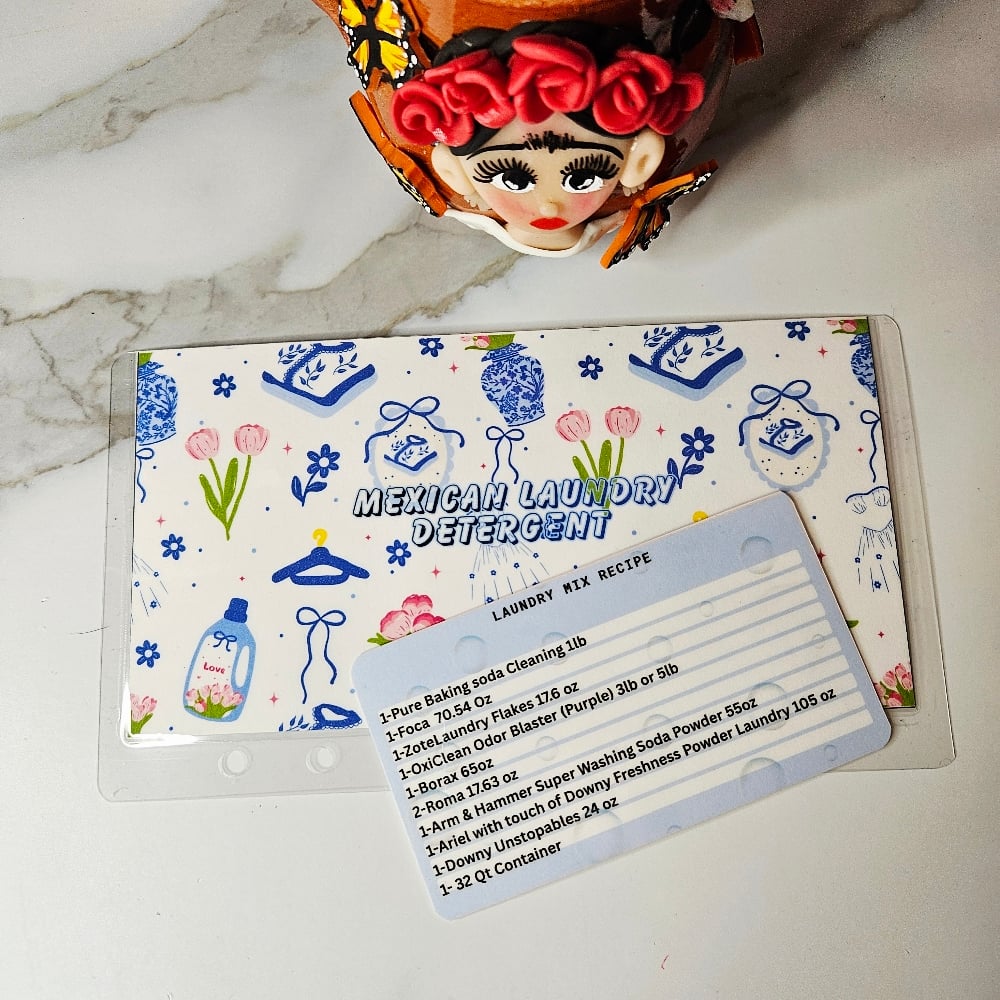 MEXICAN LAUNDRY
DETERGENT
Love
LAUNDRY MIX RECIPE
1-Pure Baking soda Cleaning 1lb
1-Foca 70.54 Oz
1-ZoteLaundry Flakes 17.6 oz
1-OxiClean Odor Blaster (Purple) 3lb or 5lb
1-Borax 65oz
2-Roma 17.63 oz
1-Arm & Hammer Super Washing Soda Powder 55oz
1-Ariel with touch of Downy Freshness Powder Laundry 105 oz
1-Downy Unstopables 24 oz
1- 32 Qt Container